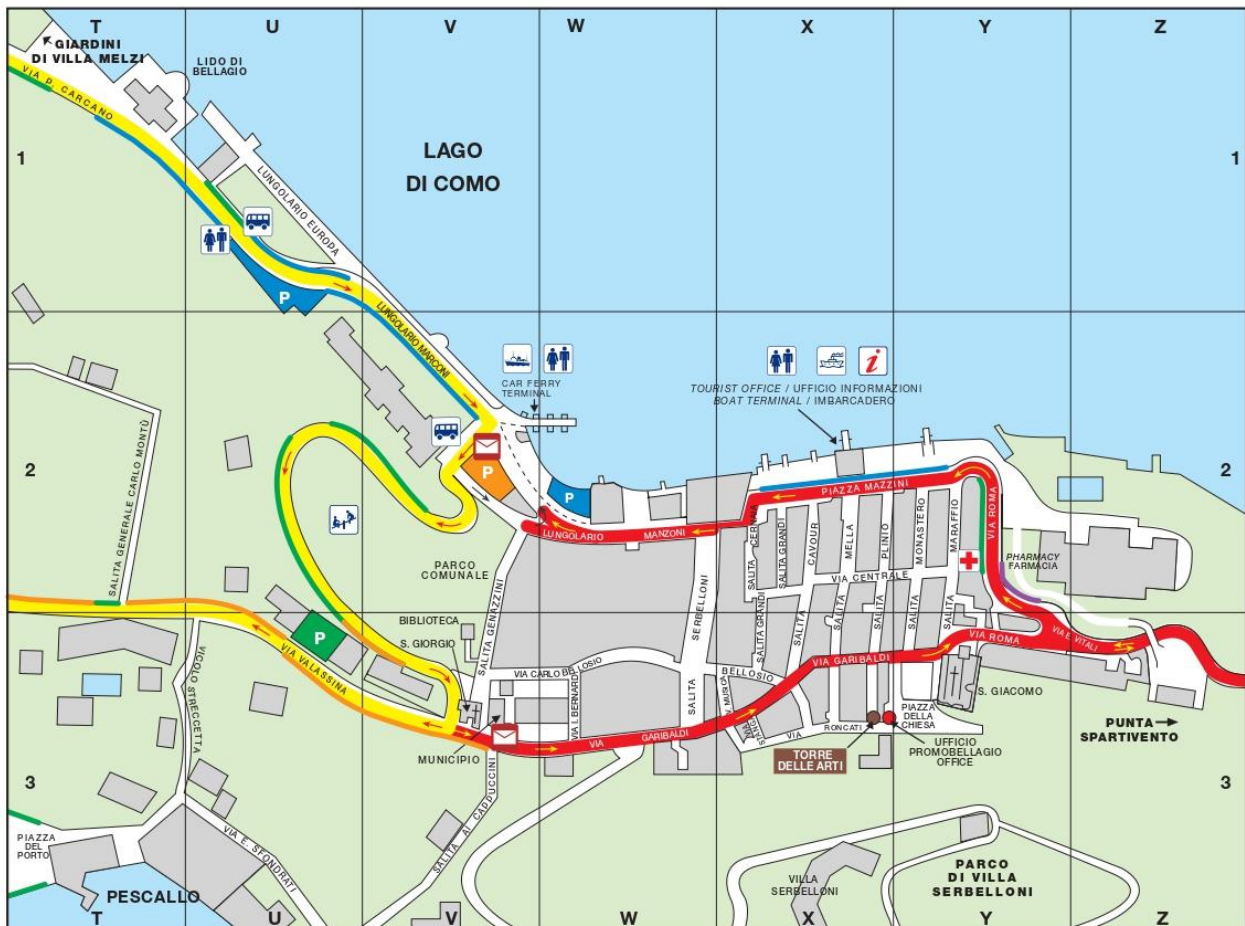 T
U
V
W
X
Y
Z
GIARDINI
DI VILLA MELZI
LIDO DI
BELLAGIO
VIA P. CARCANO
1
LAGO
DI COMO
1
LUNGOLARIO EUROPA
P
LUNGOLARIO MARCONI
CAR FERRY
TERMINAL
i
TOURIST OFFICE / UFFICIO INFORMAZIONI
BOAT TERMINAL / IMBARCADERO
SALITA GENERALE CARLO MONTÙ
2
P
P
2
PIAZZA MAZZINI
VIA ROMA
LUNGOLARIO MANZONI
SALITA CERNAIA
SALITA GRANDI
CAVOUR
MELLA
PLINIO
MONASTERO
MARAFFIO
PHARMACY
FARMACIA
PARCO
COMUNALE
VIA CENTRALE
SERBELLONI
SALITA GENAZZINI
BIBLIOTECA
S. GIORGIO
P
SALITA GRANDI
SALITA
SALITA
SALITA
SALITA
SALITA
VIA ROMA
VIA E. VITALI
VIA VALASSINA
VIA CARLO BELLOSIO
BELLOSIO
VIA GARIBALDI
VICOLO STRECCETTA
VIA I. BERNARDI
SALITA
V. MUSICA
STANGA
S. GIACOMO
PIAZZA
DELLA
CHIESA
VIA RONCATI
PUNTA
SPARTIVENTO
VIA GARIBALDI
MUNICIPIO
TORRE
DELLE ARTI
UFFICIO
PROMOBELLAGIO
OFFICE
3
3
SALITA AI CAPPUCCINI
PIAZZA
DEL
PORTO
VIA E. SFONDRATI
VILLA
SERBELLONI
PARCO
DI VILLA
SERBELLONI
PESCALLO
T
U
V
W
X
Y
Z